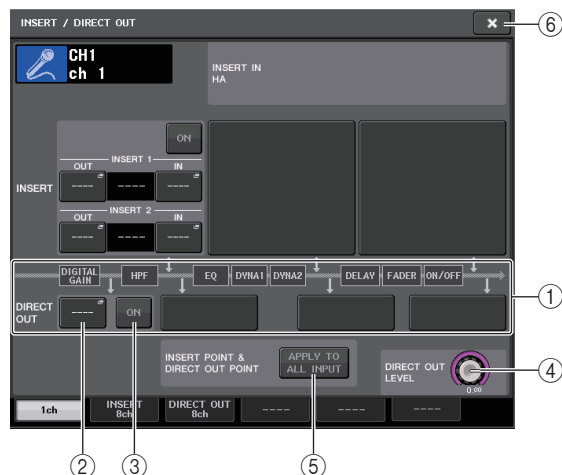 INSERT / DIRECT OUT
×
⑥
CH1
ch 1
INSERT IN
HA
ON
INSERT 1
OUT
IN
INSERT
----
----
----
INSERT 2
OUT
IN
----
----
----
DIGITAL GAIN
HPF
EQ
DYNA1
DYNA2
DELAY
FADER
ON/OFF
①
DIRECT OUT
----
ON
INSERT POINT &
DIRECT OUT POINT
APPLY TO
ALL INPUT
DIRECT OUT
LEVEL
0.00
④
1ch
INSERT
8ch
DIRECT OUT
8ch
----
----
----
②
③
⑤